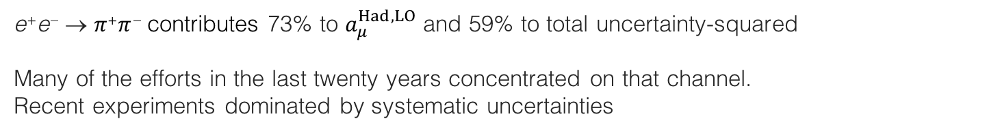 e⁺e⁻ → π⁺π⁻ contributes 73% to a_μ^{Had,LO} and 59% to total uncertainty-squared
Many of the efforts in the last twenty years concentrated on that channel.
Recent experiments dominated by systematic uncertainties